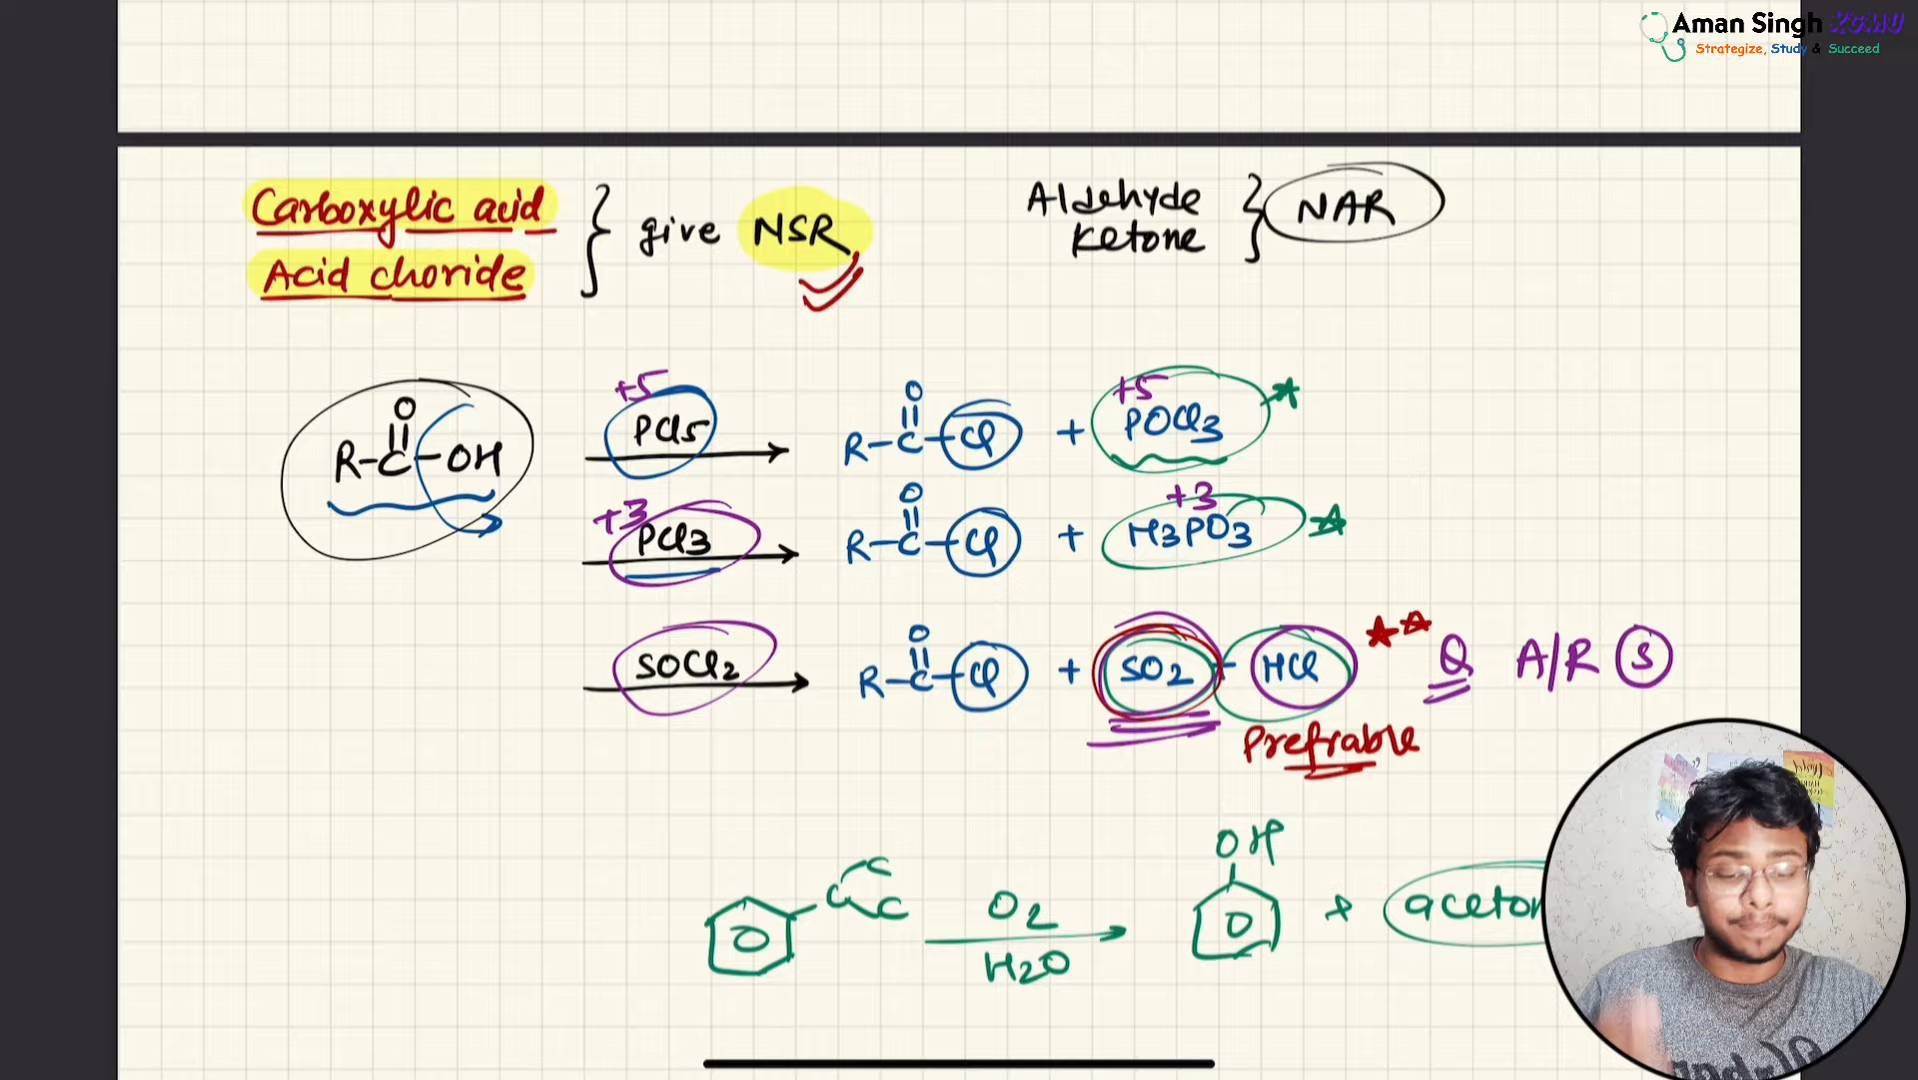 Aman Singh
Strategize, Study & Succeed
Carboxylic acid
Acid choride
} give NSR
Aldehyde
Ketone
} NAR
R-C-OH
O
+5
PCl5
O
R-C-Cl + POCl3
+5
+3
PCl3
O
R-C-Cl + H3PO3
+3
SOCl2
O
R-C-Cl + SO2 + HCl
Q A/R S
Prefrable
C
C
C
O2
H2O
OH
+ aceton